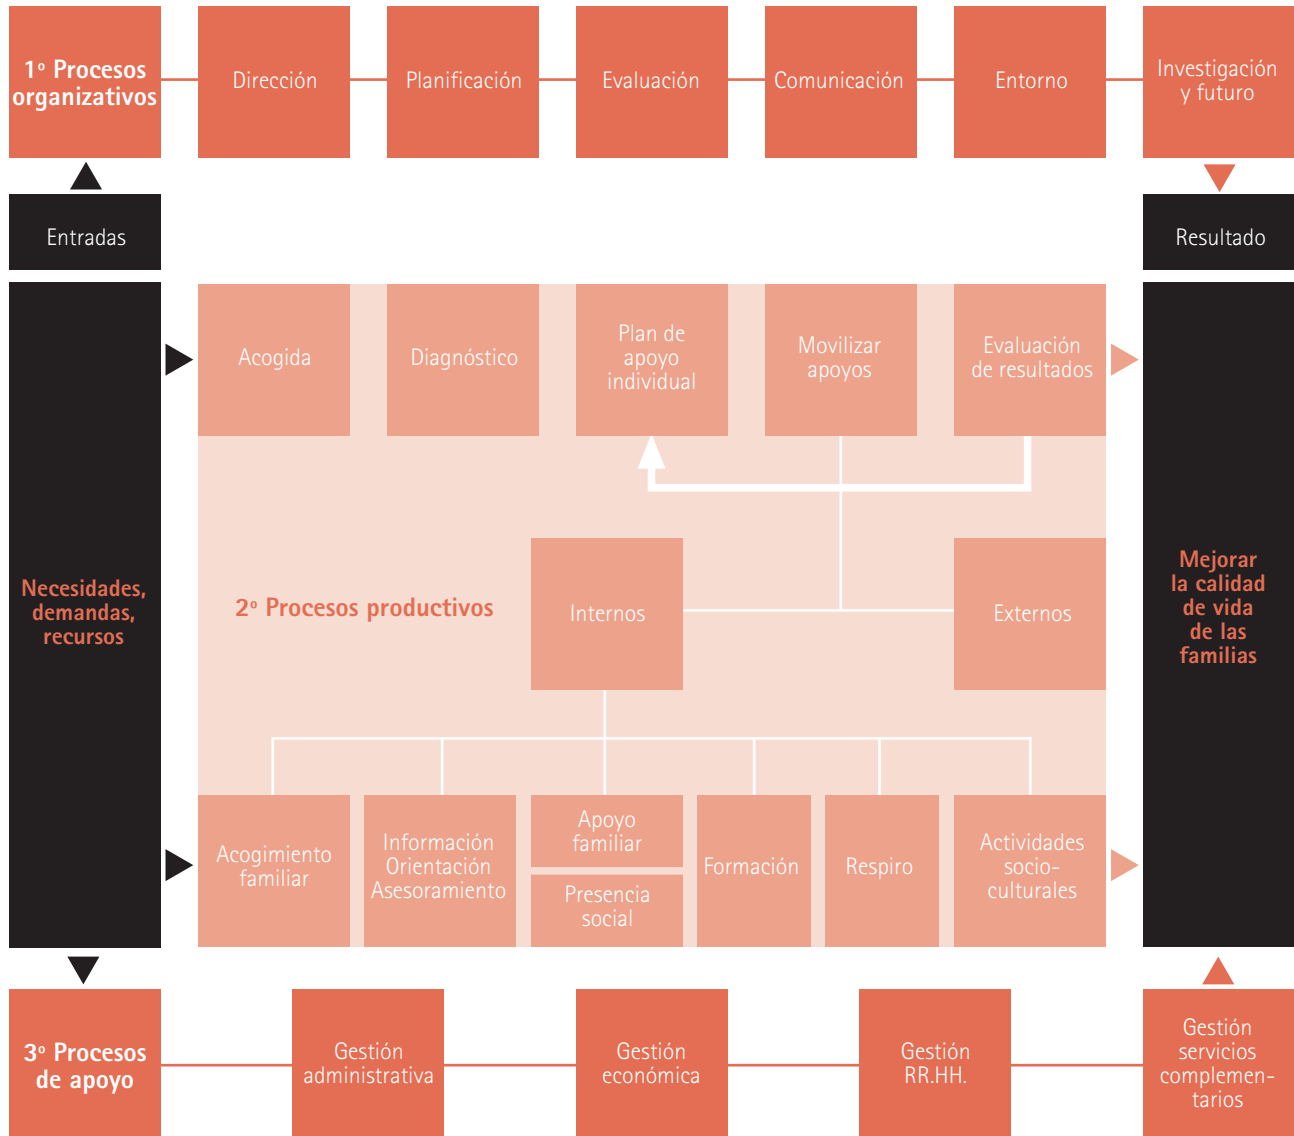 1º Procesos
organizativos
Dirección
Planificación
Evaluación
Comunicación
Entorno
Investigación
y futuro
Entradas
Resultado
Necesidades,
demandas,
recursos
Acogida
Diagnóstico
Plan de
apoyo
individual
Movilizar
apoyos
Evaluación
de resultados
2º Procesos productivos
Internos
Externos
Mejorar
la calidad
de vida
de las
familias
Acogimiento
familiar
Información
Orientación
Asesoramiento
Apoyo
familiar
Presencia
social
Formación
Respiro
Actividades
socio-
culturales
3º Procesos
de apoyo
Gestión
administrativa
Gestión
económica
Gestión
RR.HH.
Gestión
servicios
complemen-
tarios